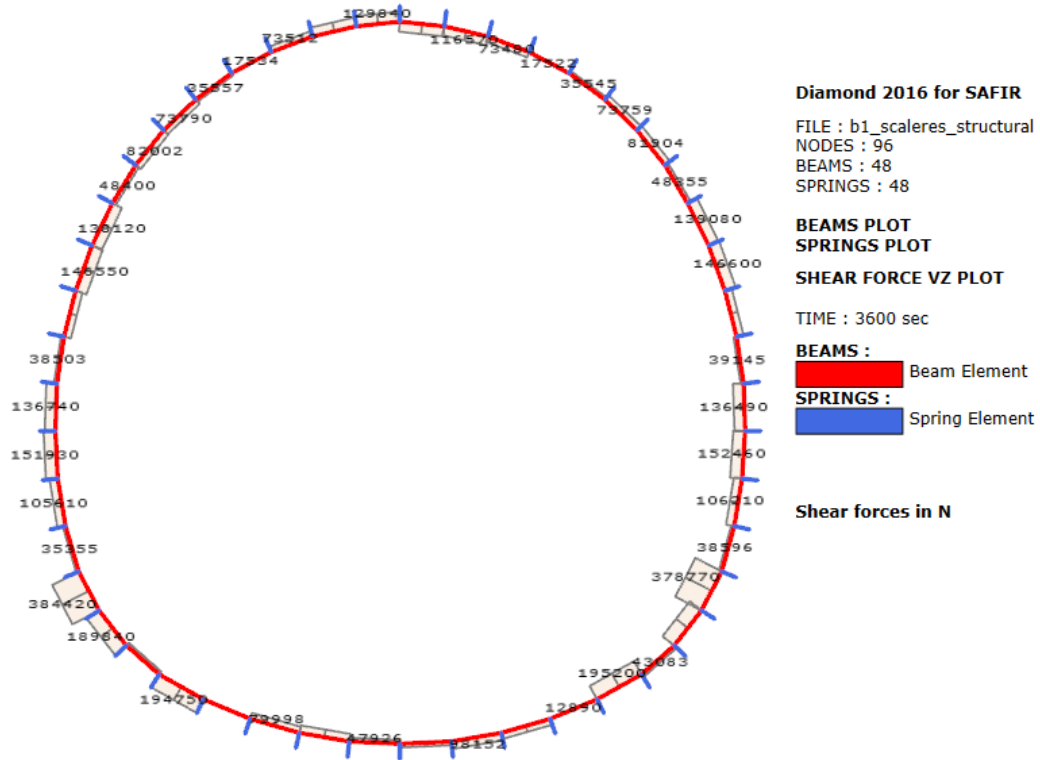 129840
73512
116570
73480
17534
17522
35557
35545
73790
73759
82002
81904
48400
48355
138120
139080
146550
146600
38503
39145
136740
136490
151930
152460
105610
106210
35355
38596
384420
378770
189840
43083
195200
194750
12890
79998
47926
98152
Diamond 2016 for SAFIR
FILE : b1_scaleres_structural
NODES : 96
BEAMS : 48
SPRINGS : 48
BEAMS PLOT
SPRINGS PLOT
SHEAR FORCE VZ PLOT
TIME : 3600 sec
BEAMS :
Beam Element
SPRINGS :
Spring Element
Shear forces in N